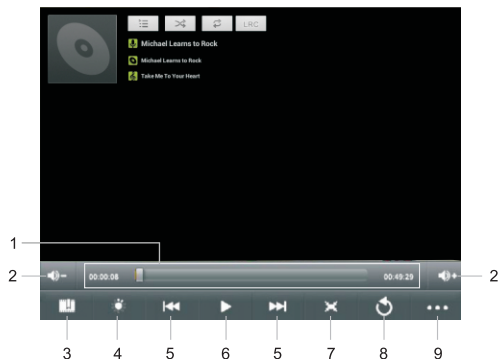 LRC
Michael Learns to Rock
Michael Learns to Rock
Take Me To Your Heart
1
2
00:00:08
00:49:29
2
3 4 5 6 5 7 8 9